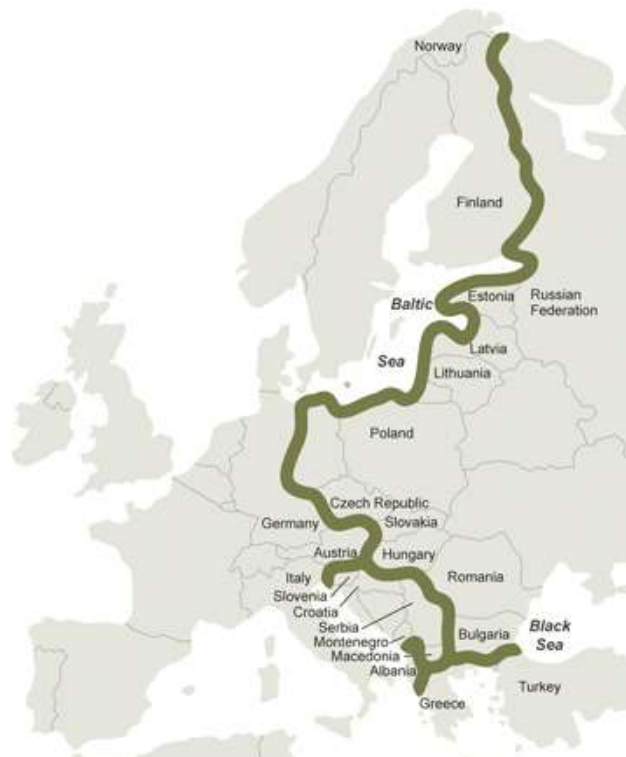 Norway
Finland
Baltic
Estonia
Russian
Federation
Sea
Latvia
Lithuania
Poland
Czech Republic
Germany
Slovakia
Austria
Hungary
Italy
Romania
Slovenia
Croatia
Serbia
Black
Sea
Bulgaria
Montenegro
Macedonia
Albania
Turkey
Greece